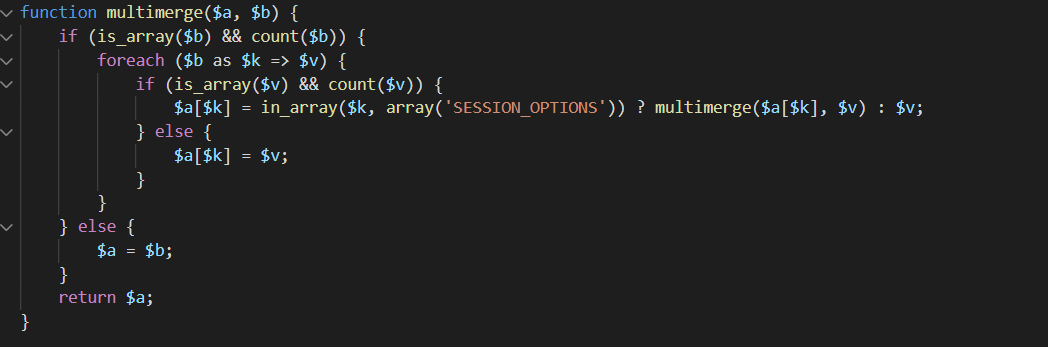 function multimerge($a, $b) {
    if (is_array($b) && count($b)) {
        foreach ($b as $k => $v) {
            if (is_array($v) && count($v)) {
                $a[$k] = in_array($k, array('SESSION_OPTIONS')) ? multimerge($a[$k], $v) : $v;
            } else {
                $a[$k] = $v;
            }
        }
    } else {
        $a = $b;
    }
    return $a;
}